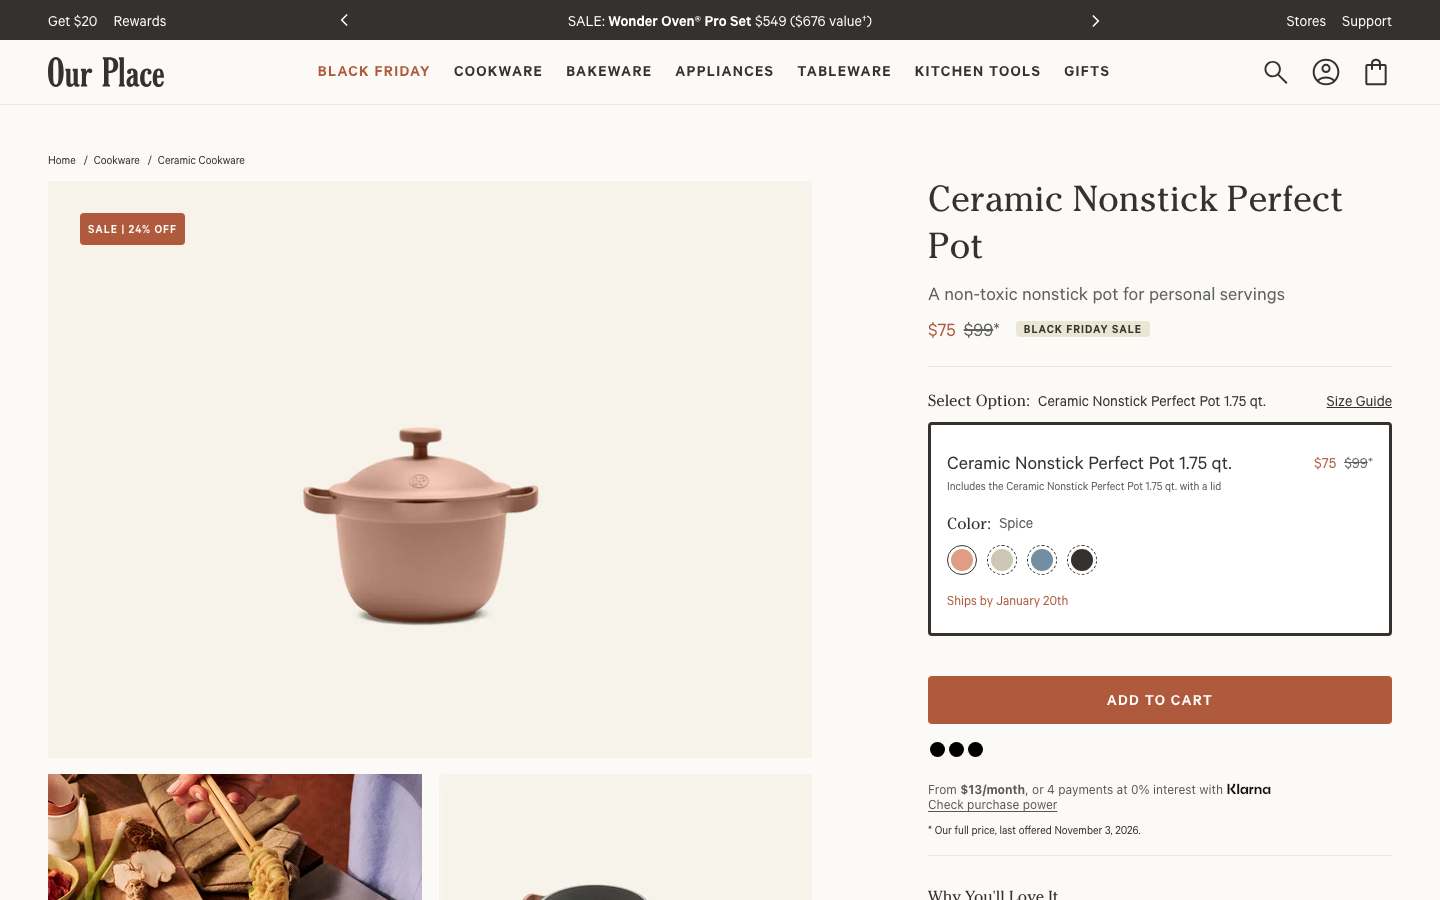 Get $20 Rewards
SALE: Wonder Oven® Pro Set $549 ($676 value†)
Stores Support
Our Place
BLACK FRIDAY COOKWARE BAKEWARE APPLIANCES TABLEWARE KITCHEN TOOLS GIFTS
Home / Cookware / Ceramic Cookware
SALE | 24% OFF
Ceramic Nonstick Perfect
Pot
A non-toxic nonstick pot for personal servings
$75 $99* BLACK FRIDAY SALE
Select Option: Ceramic Nonstick Perfect Pot 1.75 qt. Size Guide
Ceramic Nonstick Perfect Pot 1.75 qt. $75 $99*
Includes the Ceramic Nonstick Perfect Pot 1.75 qt. with a lid
Color: Spice
Ships by January 20th
ADD TO CART
From $13/month, or 4 payments at 0% interest with Klarna
Check purchase power
* Our full price, last offered November 3, 2026.
Why You'll Love It